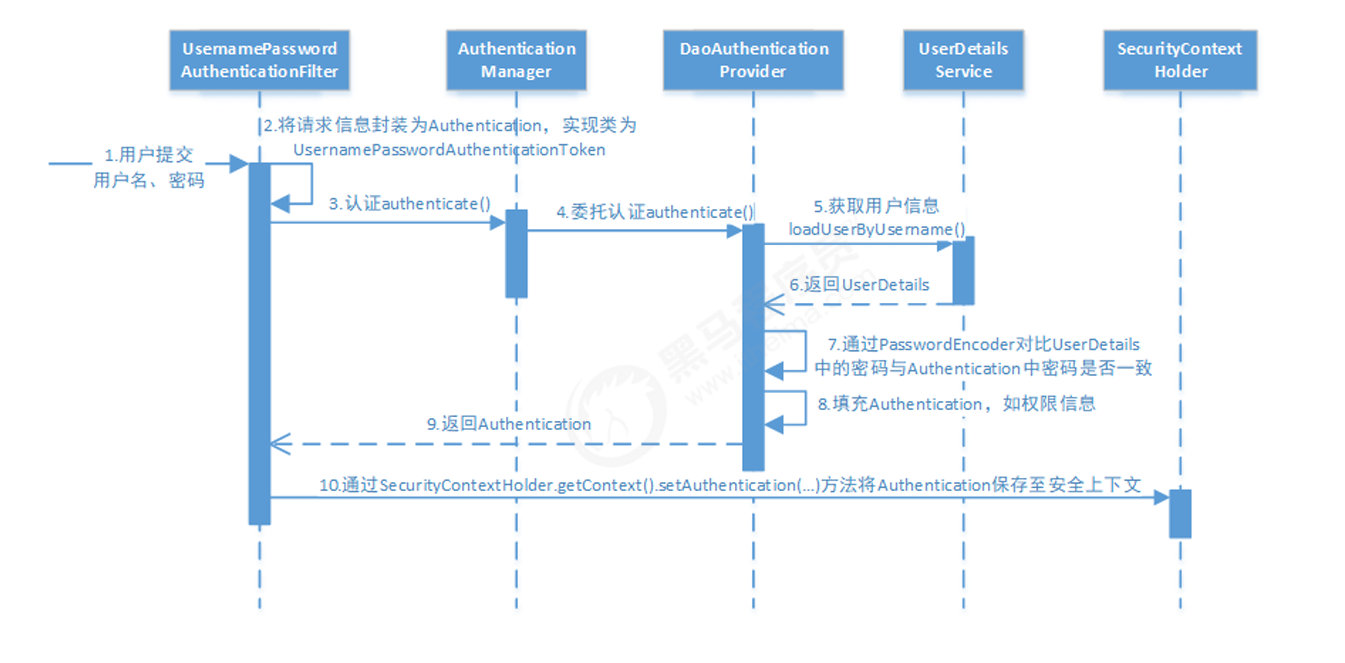 UsernamePassword
AuthenticationFilter
Authentication
Manager
DaoAuthentication
Provider
UserDetails
Service
SecurityContext
Holder
1.用户提交
用户名、密码
2.将请求信息封装为Authentication，实现类为
UsernamePasswordAuthenticationToken
3.认证authenticate()
4.委托认证authenticate()
5.获取用户信息
loadUserByUsername()
6.返回UserDetails
7.通过PasswordEncoder对比UserDetails
中的密码与Authentication中密码是否一致
8.填充Authentication，如权限信息
9.返回Authentication
10.通过SecurityContextHolder.getContext().setAuthentication(...)方法将Authentication保存至安全上下文
黑马程序员